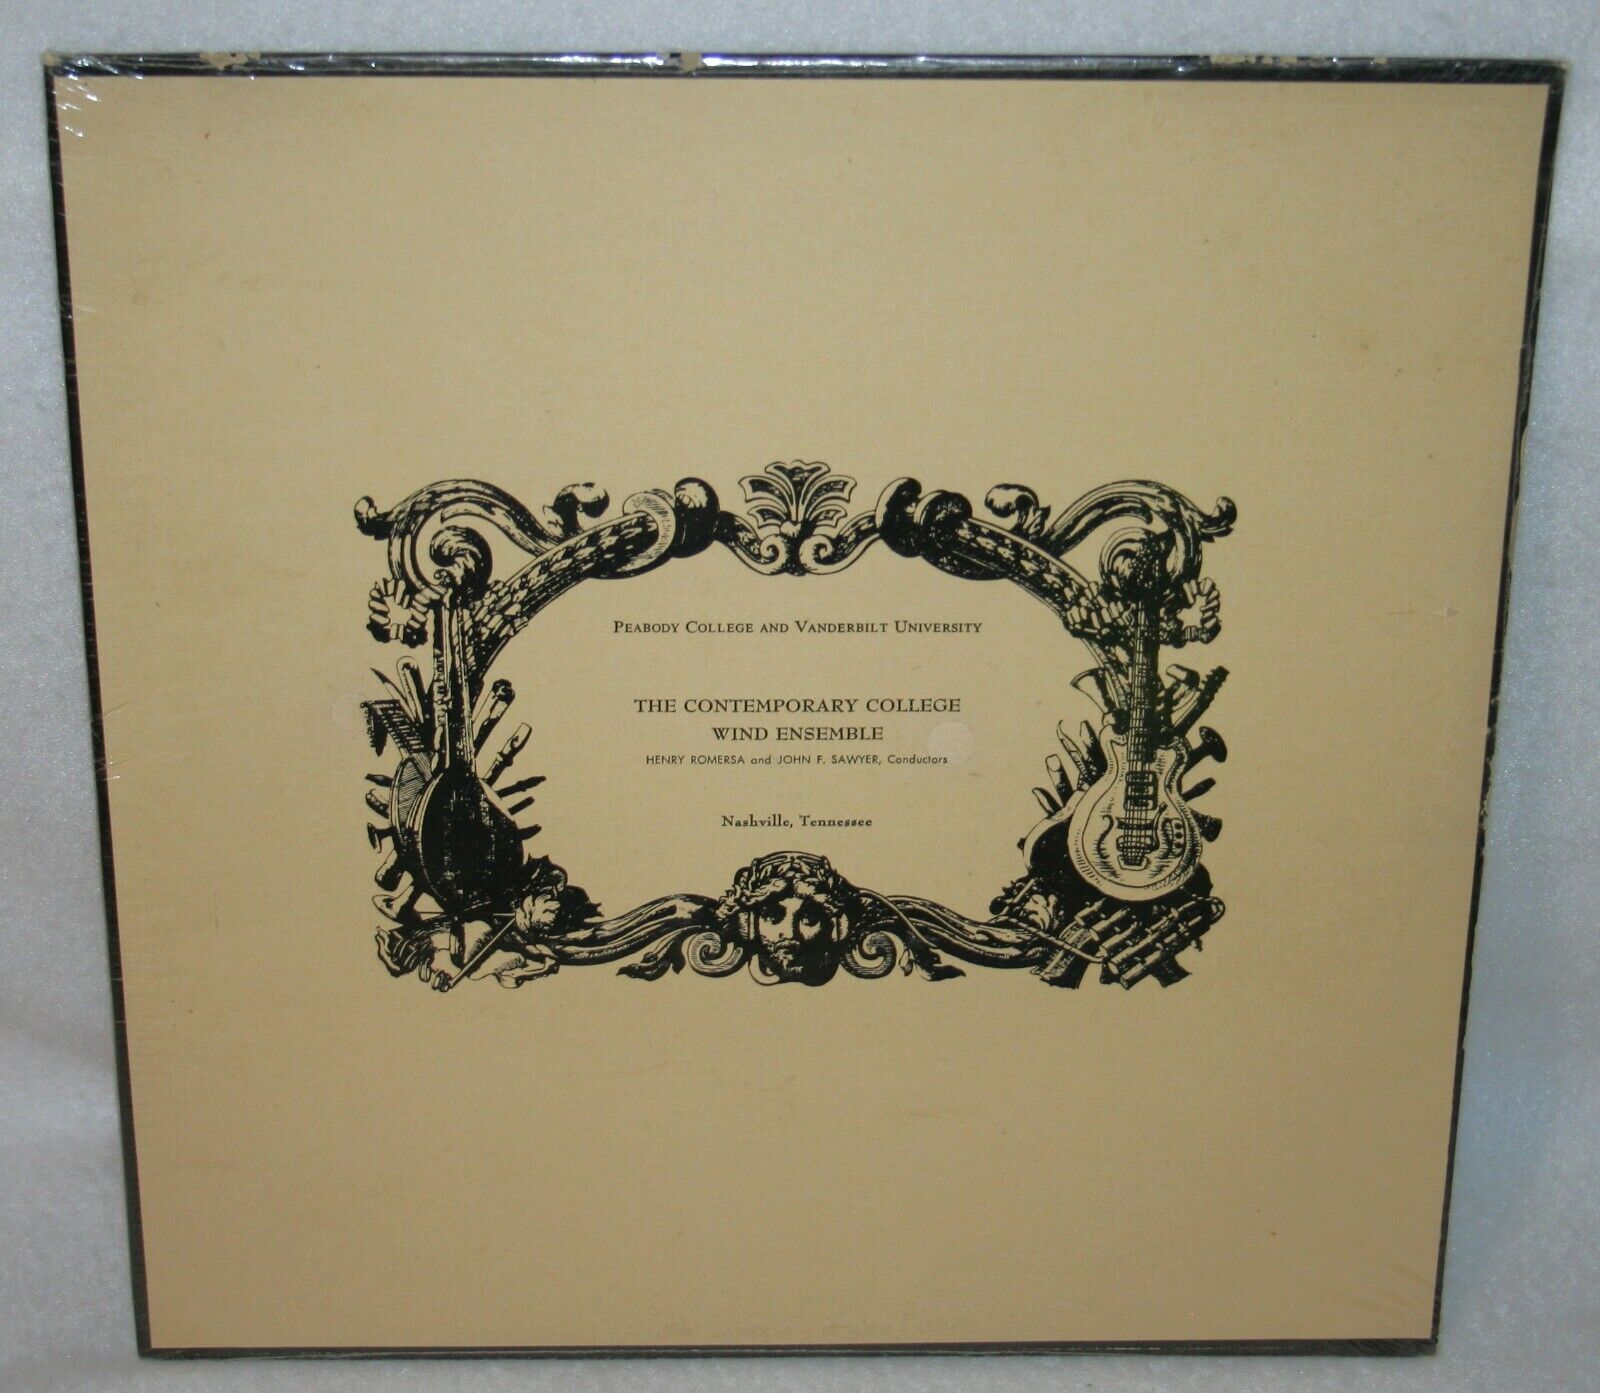 PEABODY COLLEGE AND VANDERBILT UNIVERSITY
THE CONTEMPORARY COLLEGE
WIND ENSEMBLE
HENRY ROMERSA and JOHN F. SAWYER, Conductors
Nashville, Tennessee